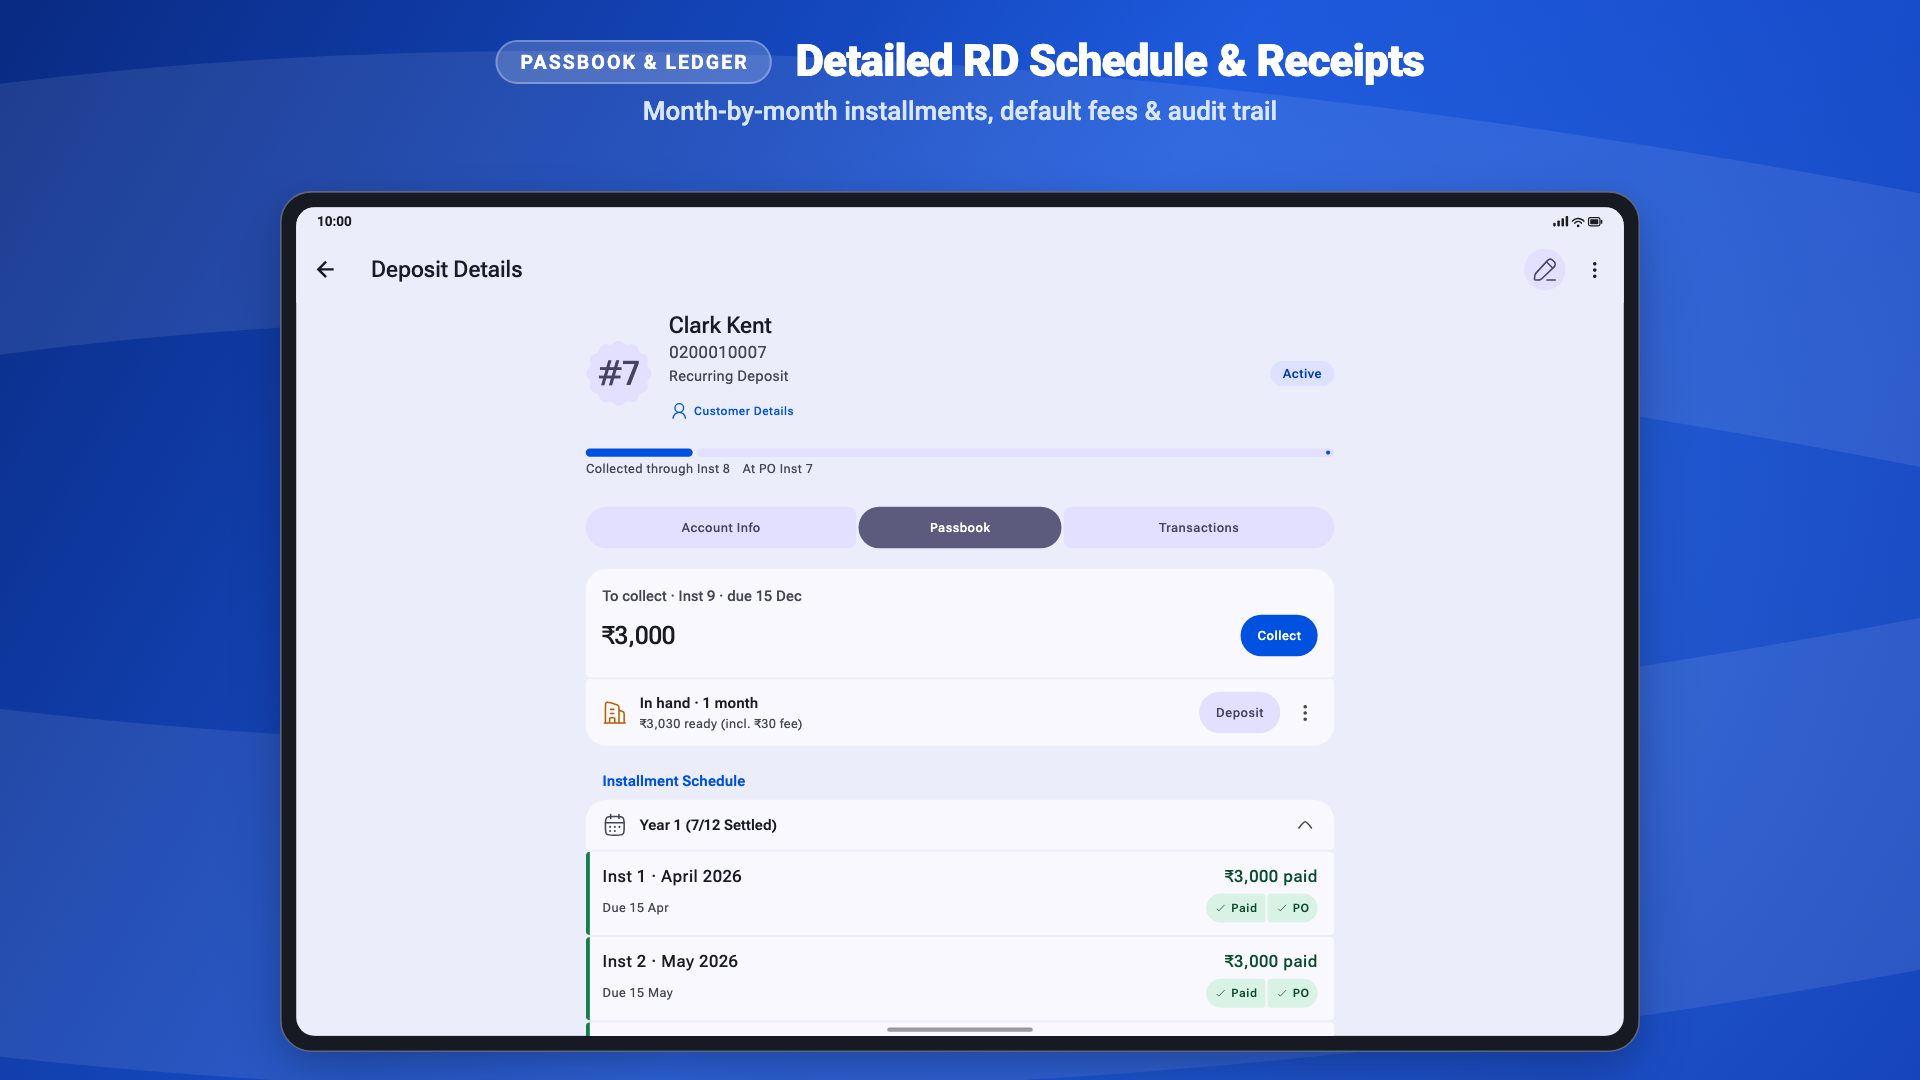 PASSBOOK & LEDGER
Detailed RD Schedule & Receipts
Month-by-month installments, default fees & audit trail
10:00
Deposit Details
#7
Clark Kent
0200010007
Recurring Deposit
Customer Details
Active
Collected through Inst 8 At PO Inst 7
Account Info
Passbook
Transactions
To collect · Inst 9 · due 15 Dec
₹3,000
Collect
In hand · 1 month
₹3,030 ready (incl. ₹30 fee)
Deposit
Installment Schedule
Year 1 (7/12 Settled)
Inst 1 · April 2026
₹3,000 paid
Due 15 Apr
✓ Paid ✓ PO
Inst 2 · May 2026
₹3,000 paid
Due 15 May
✓ Paid ✓ PO